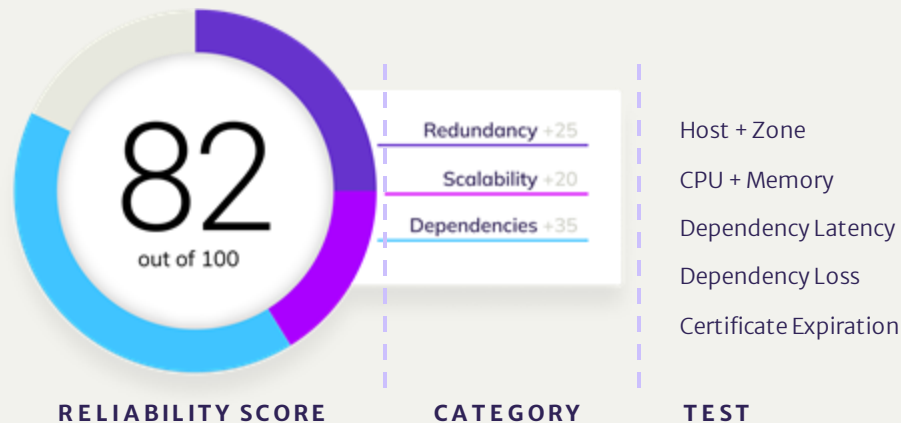 82
out of 100
Redundancy +25
Scalability +20
Dependencies +35
Host + Zone
CPU + Memory
Dependency Latency
Dependency Loss
Certificate Expiration
RELIABILITY SCORE
CATEGORY
TEST